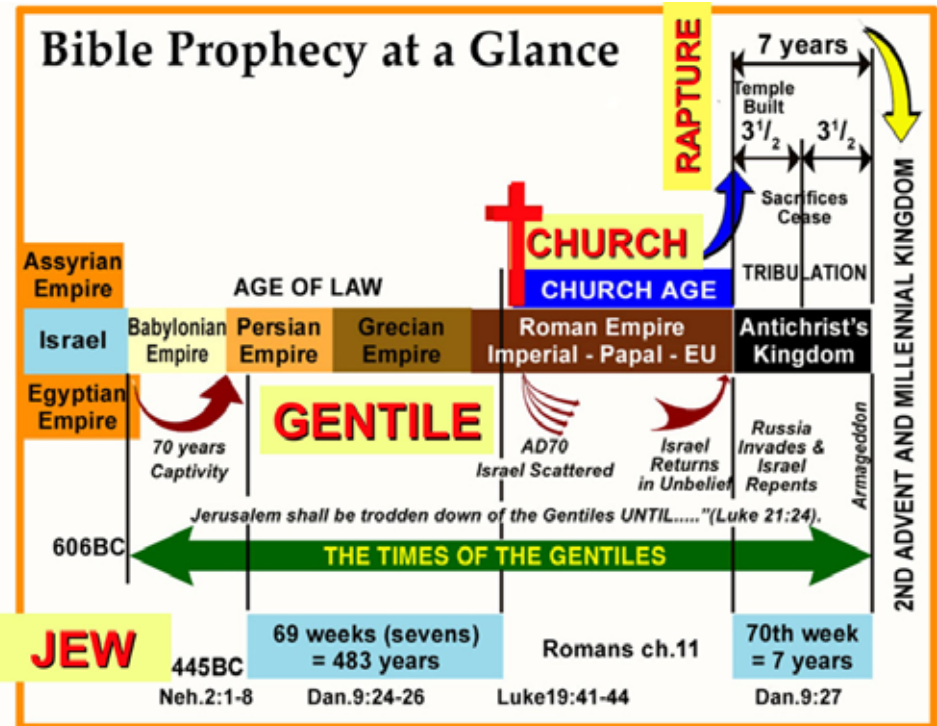 Bible Prophecy at a Glance
RAPTURE
7 years
Temple
Built
3 1/2
3 1/2
Sacrifices
Cease
2ND ADVENT AND MILLENNIAL KINGDOM
CHURCH
Assyrian
Empire
AGE OF LAW
CHURCH AGE
TRIBULATION
Israel
Babylonian
Empire
Persian
Empire
Grecian
Empire
Roman Empire
Imperial - Papal - EU
Antichrist's
Kingdom
Egyptian
Empire
70 years
Captivity
GENTILE
AD70
Israel Scattered
Israel
Returns
in Unbelief
Russia
Invades &
Israel
Repents
Armageddon
Jerusalem shall be trodden down of the Gentiles UNTIL....."(Luke 21:24).
606BC
THE TIMES OF THE GENTILES
JEW
445BC
Neh.2:1-8
69 weeks (sevens)
= 483 years
Dan.9:24-26
Romans ch.11
Luke19:41-44
70th week
= 7 years
Dan.9:27